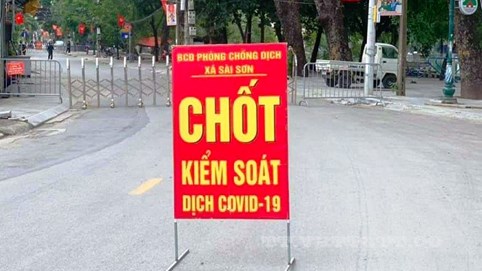 BCĐ PHÒNG CHỐNG DỊCH
XÃ SÀI SƠN
CHỐT
KIỂM SOÁT
DỊCH COVID-19